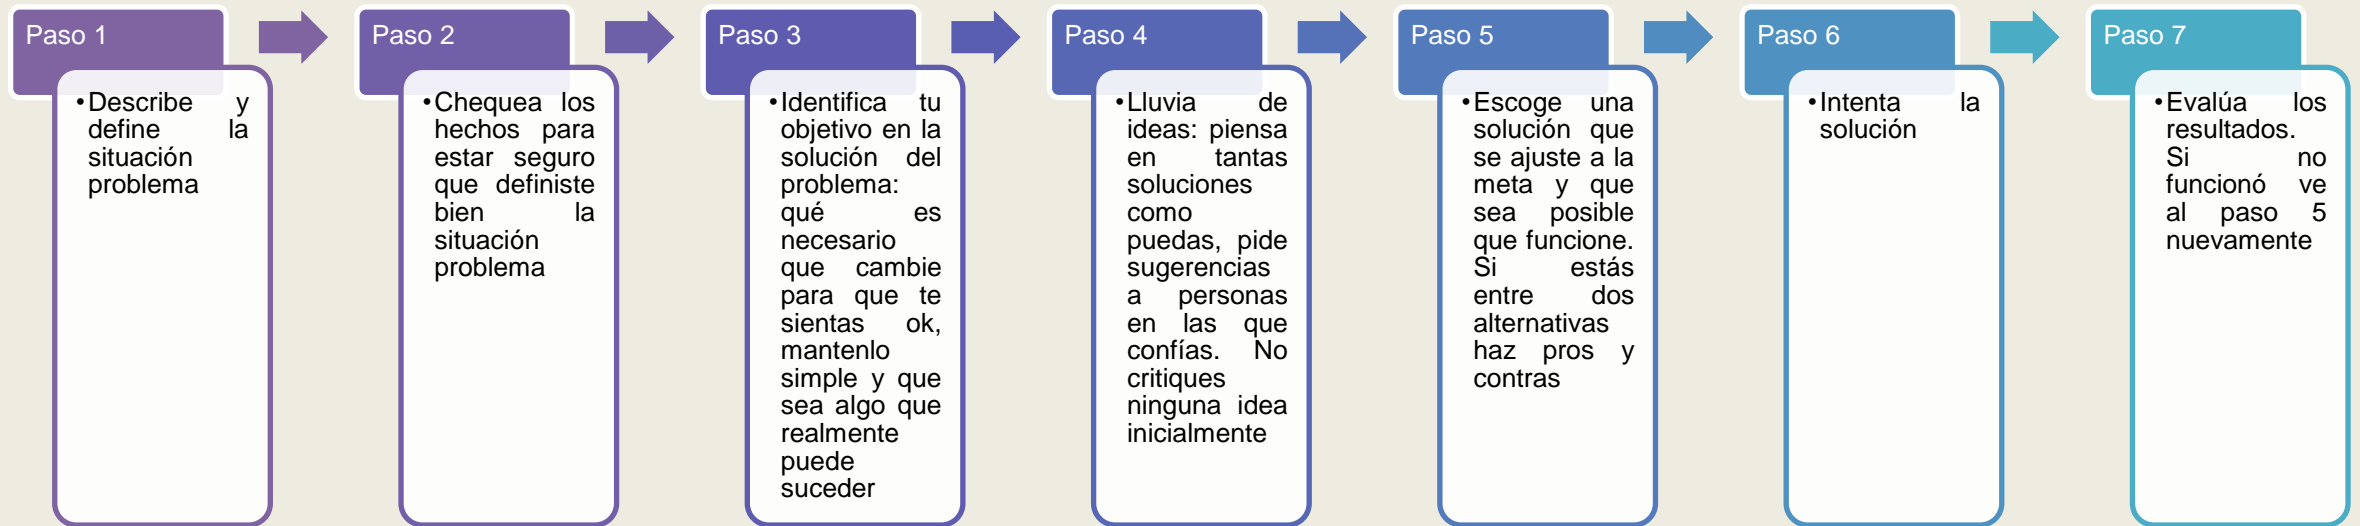 Paso 1
•Describe y
define la
situación
problema
Paso 2
•Chequea los
hechos para
estar seguro
que definiste
bien la
situación
problema
Paso 3
•Identifica tu
objetivo en la
solución del
problema:
qué es
necesario
que cambie
para que te
sientas ok,
mantenlo
simple y que
sea algo que
realmente
puede
suceder
Paso 4
•Lluvia de
ideas: piensa
en tantas
soluciones
como
puedas, pide
sugerencias
a personas
en las que
confías. No
critiques
ninguna idea
inicialmente
Paso 5
•Escoge una
solución que
se ajuste a la
meta y que
sea posible
que funcione.
Si estás
entre dos
alternativas
haz pros y
contras
Paso 6
•Intenta la
solución
Paso 7
•Evalúa los
resultados.
Si no
funcionó ve
al paso 5
nuevamente